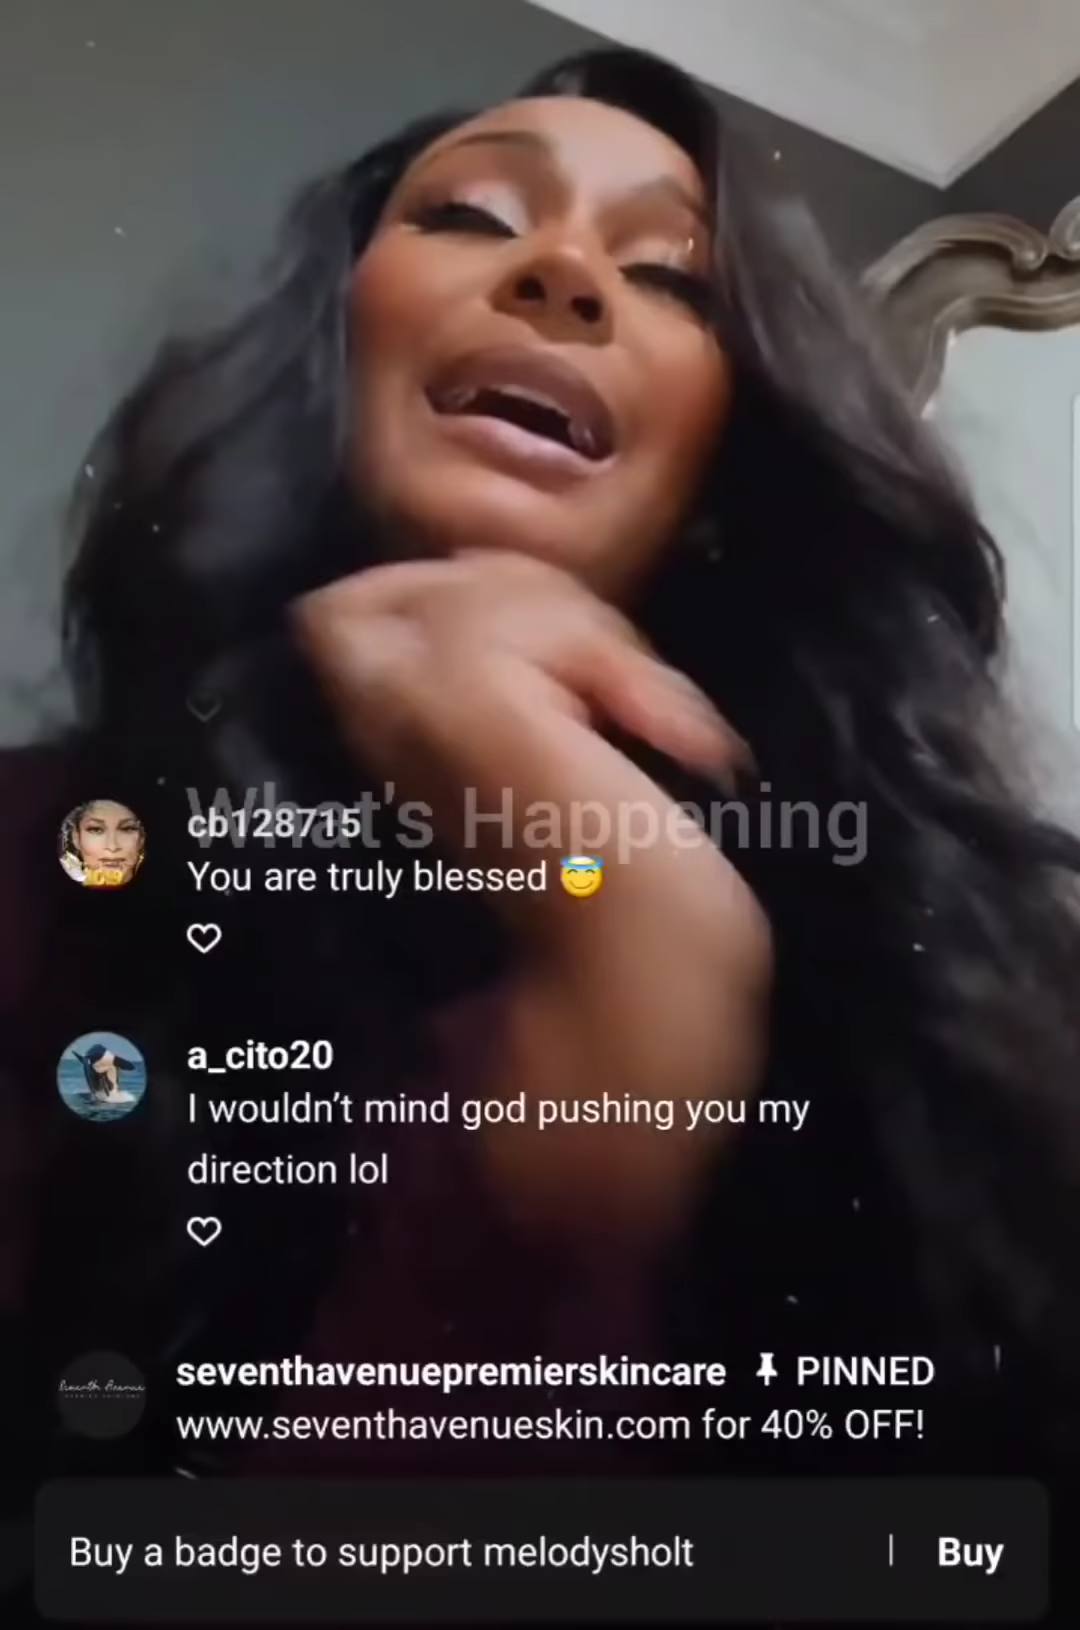 What's Happening
cb128715
You are truly blessed 😇
a_cito20
I wouldn't mind god pushing you my
direction lol
seventhavenuepremierskincare PINNED
www.seventhavenueskin.com for 40% OFF!
Buy a badge to support melodysholt | Buy